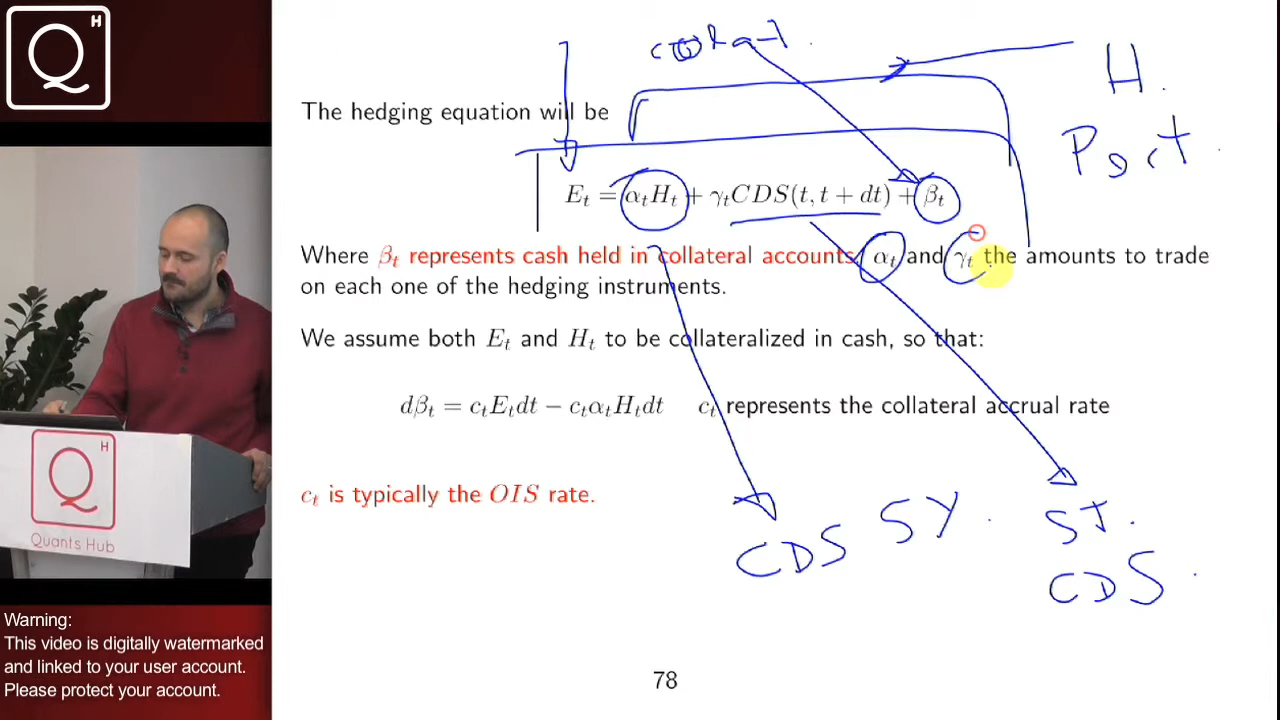 H
Q
collat
H.
The hedging equation will be
Port.
E_t = α_t H_t + γ_t CDS(t, t + dt) + β_t
Where β_t represents cash held in collateral accounts, α_t and γ_t the amounts to trade
on each one of the hedging instruments.
We assume both E_t and H_t to be collateralized in cash, so that:
dβ_t = c_t E_t dt − c_t α_t H_t dt c_t represents the collateral accrual rate
H
Q
Quants Hub
c_t is typically the OIS rate.
CDS 5Y.
ST.
CDS.
Warning:
This video is digitally watermarked
and linked to your user account.
Please protect your account.
78